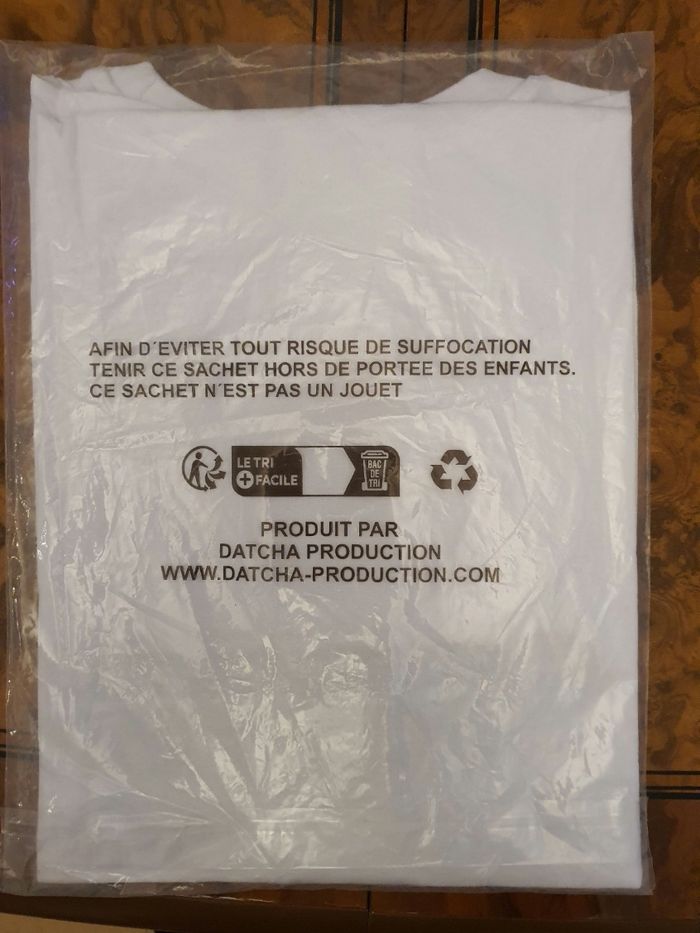 AFIN D´EVITER TOUT RISQUE DE SUFFOCATION
TENIR CE SACHET HORS DE PORTEE DES ENFANTS.
CE SACHET N´EST PAS UN JOUET
LE TRI
+ FACILE
BAC
DE
TRI
PRODUIT PAR
DATCHA PRODUCTION
WWW.DATCHA-PRODUCTION.COM